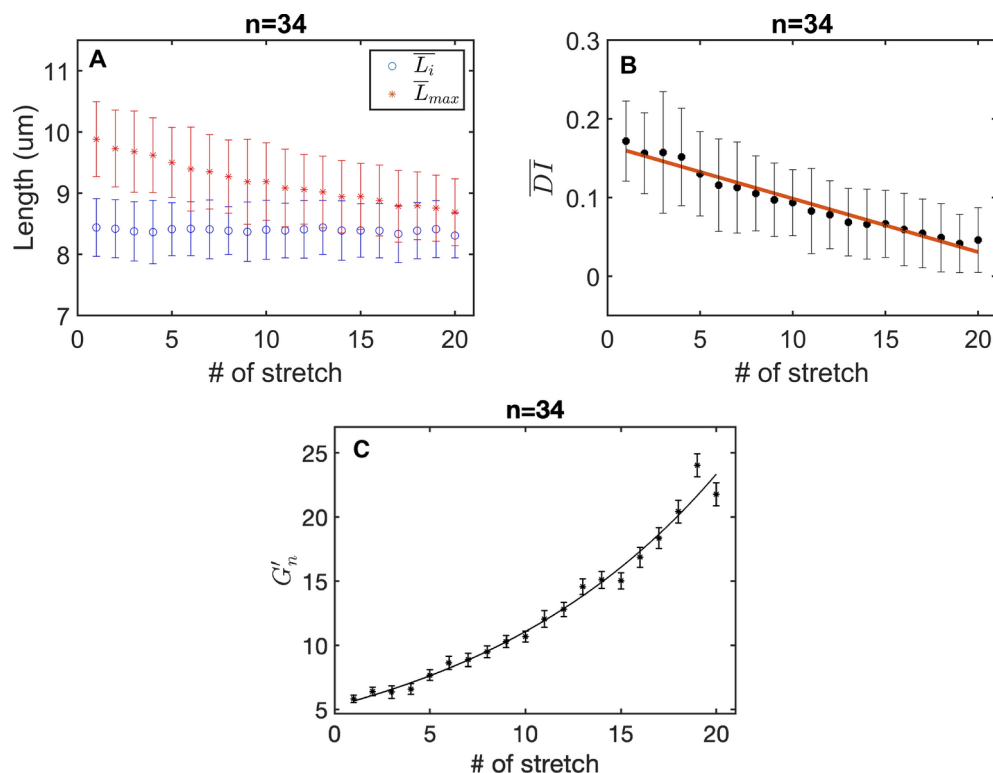 n=34
A
L̅i
L̅max
11
10
9
8
7
Length (um)
0 5 10 15 20
# of stretch
n=34
B
0.3
0.2
0.1
0
D̅I̅
0 5 10 15 20
# of stretch
n=34
C
25
20
15
10
5
G′n
0 5 10 15 20
# of stretch